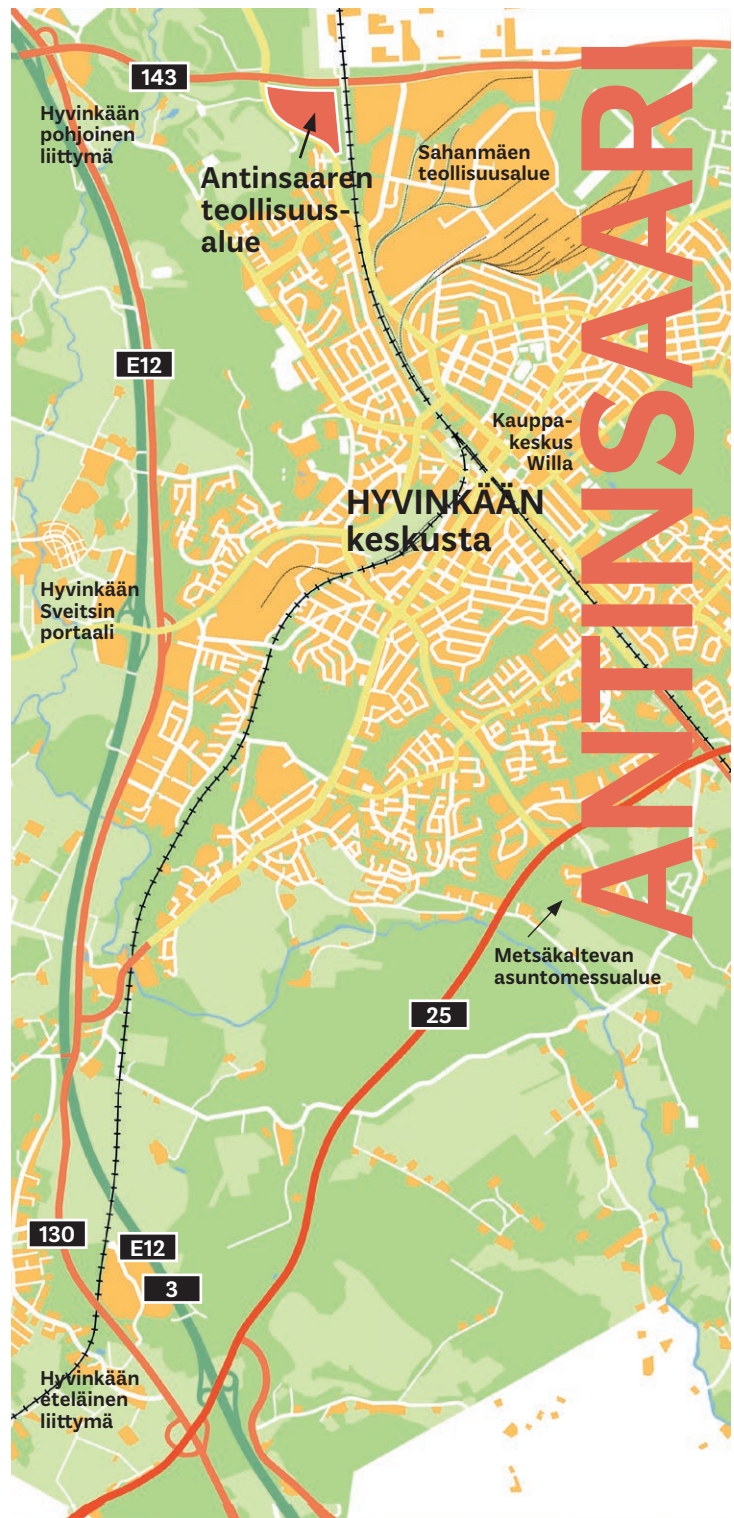 143
Hyvinkään
pohjoinen
liittymä
Antinsaaren
teollisuus-
alue
Sahanmäen
teollisuusalue
ANTINSAARI
E12
Kauppa-
keskus
Willa
HYVINKÄÄN
keskusta
Hyvinkään
Sveitsin
portaali
Metsäkaltevan
asuntomessualue
25
130
E12
3
Hyvinkään
eteläinen
liittymä